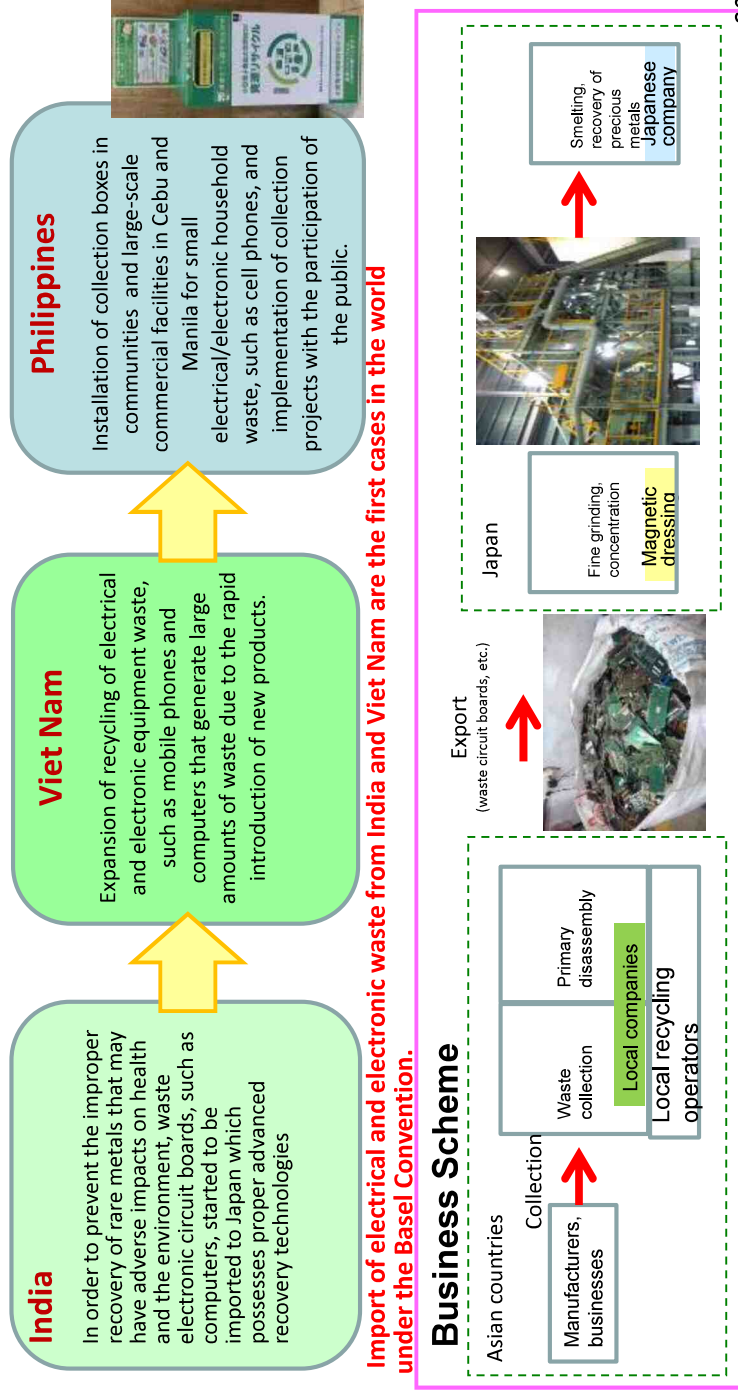 India
In order to prevent the improper
recovery of rare metals that may
have adverse impacts on health
and the environment, waste
electronic circuit boards, such as
computers, started to be
imported to Japan which
possesses proper advanced
recovery technologies
Viet Nam
Expansion of recycling of electrical
and electronic equipment waste,
such as mobile phones and
computers that generate large
amounts of waste due to the rapid
introduction of new products.
Philippines
Installation of collection boxes in
communities and large-scale
commercial facilities in Cebu and
Manila for small
electrical/electronic household
waste, such as cell phones, and
implementation of collection
projects with the participation of
the public.
資源リサイクル
Import of electrical and electronic waste from India and Viet Nam are the first cases in the world
under the Basel Convention.
Business Scheme
Asian countries
Manufacturers,
businesses
Collection
Waste
collection
Primary
disassembly
Local companies
Local recycling
operators
Export
(waste circuit boards, etc.)
Japan
Fine grinding,
concentration
Magnetic
dressing
Smelting,
recovery of
precious
metals
Japanese
company